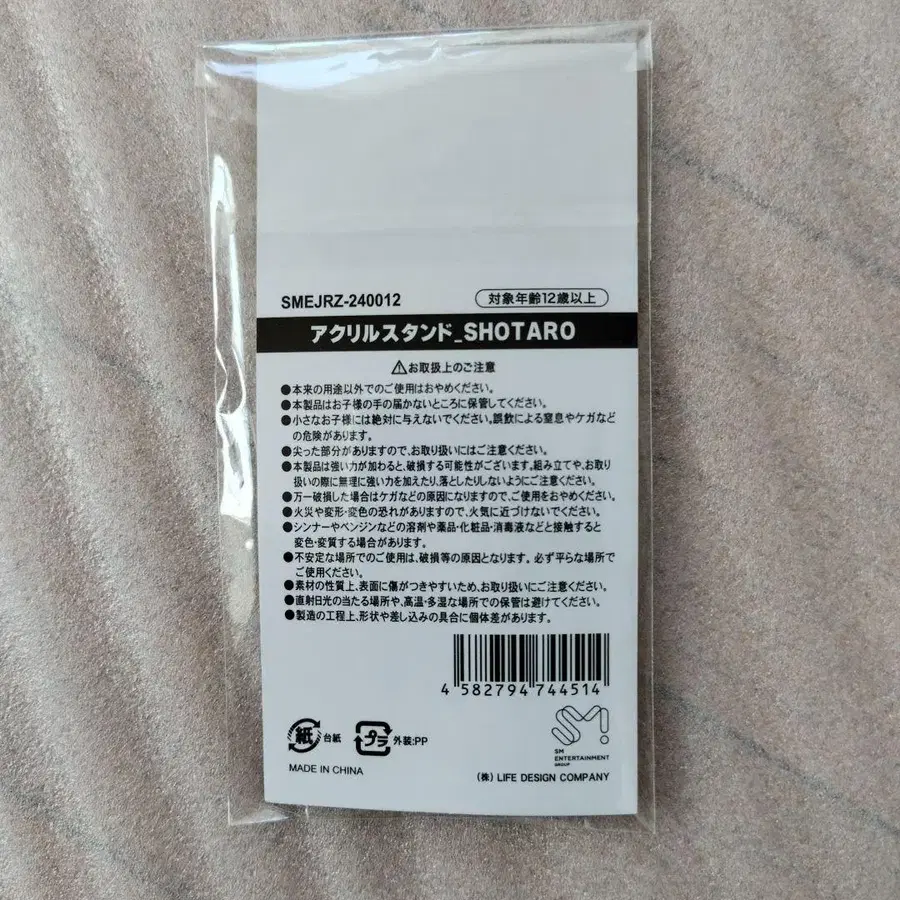 SMEJRZ-240012 対象年齢12歳以上
アクリルスタンド_SHOTARO
⚠お取扱上のご注意
●本来の用途以外でのご使用はおやめください。
●本製品はお子様の手の届かないところに保管してください。
●小さなお子様には絶対に与えないでください。誤飲による窒息やケガなど
の危険があります。
●尖った部分がありますので、お取り扱いにはご注意ください。
●本製品は強い力が加わると、破損する可能性がございます。組み立てや、お取り
扱いの際に無理に強い力を加えたり、落としたりしないようにご注意ください。
●万一破損した場合はケガなどの原因になりますので、ご使用をおやめください。
●火災や変形・変色の恐れがありますので、火気に近づけないでください。
●シンナーやベンジンなどの溶剤や薬品・化粧品・消毒液などと接触すると
変色・変質する場合があります。
●不安定な場所でのご使用は、破損等の原因となります。必ず平らな場所で
ご使用ください。
●素材の性質上、表面に傷がつきやすいため、お取り扱いにご注意ください。
●直射日光の当たる場所や、高温・多湿な場所での保管は避けてください。
●製造の工程上、形状や差し込みの具合に個体差があります。
4 582794 744514
紙 台紙 プラ 外装:PP
SM
SM
ENTERTAINMENT
GROUP
MADE IN CHINA
(株) LIFE DESIGN COMPANY